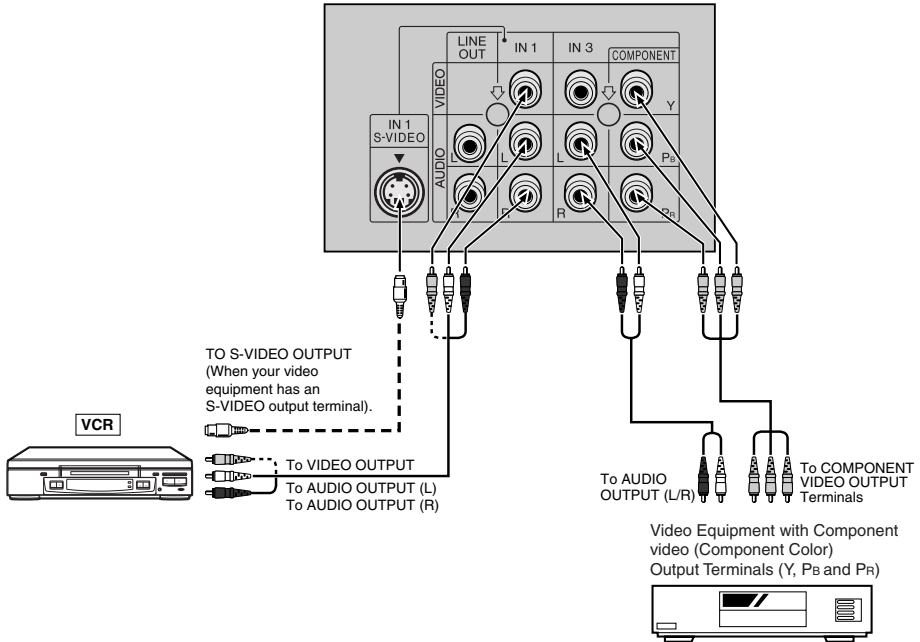 LINE
OUT
IN 1
IN 3
COMPONENT
VIDEO
Y
IN 1
S-VIDEO
AUDIO
L
L
L
PB
R
R
R
PR
TO S-VIDEO OUTPUT
(When your video
equipment has an
S-VIDEO output terminal).
VCR
To VIDEO OUTPUT
To AUDIO OUTPUT (L)
To AUDIO OUTPUT (R)
To AUDIO
OUTPUT (L/R)
To COMPONENT
VIDEO OUTPUT
Terminals
Video Equipment with Component
video (Component Color)
Output Terminals (Y, PB and PR)